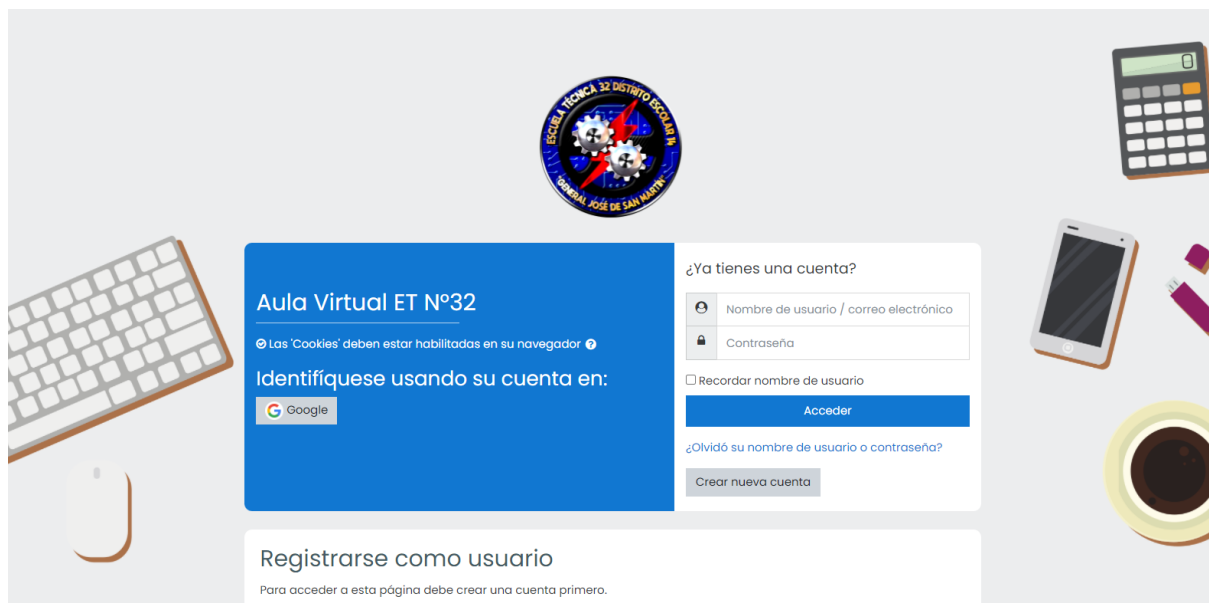 ESCUELA TÉCNICA 32 DISTRITO ESCOLAR 14
"GENERAL JOSÉ DE SAN MARTÍN"
0
Aula Virtual ET N°32
Las 'Cookies' deben estar habilitadas en su navegador
Identifíquese usando su cuenta en:
G Google
¿Ya tienes una cuenta?
Nombre de usuario / correo electrónico
Contraseña
Recordar nombre de usuario
Acceder
¿Olvidó su nombre de usuario o contraseña?
Crear nueva cuenta
Registrarse como usuario
Para acceder a esta página debe crear una cuenta primero.